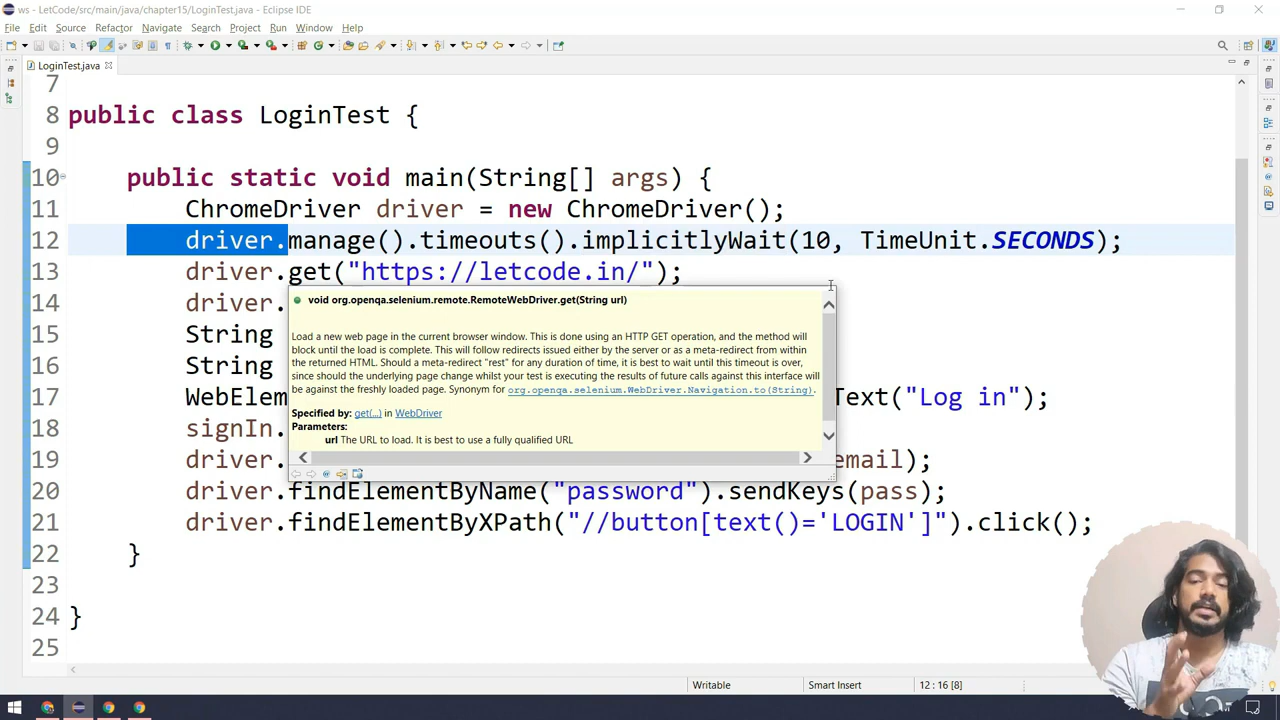 ws - LetCode/src/main/java/chapter15/LoginTest.java - Eclipse IDE
File Edit Source Refactor Navigate Search Project Run Window Help
LoginTest.java
7
8 public class LoginTest {
9
10 public static void main(String[] args) {
11 ChromeDriver driver = new ChromeDriver();
12 driver.manage().timeouts().implicitlyWait(10, TimeUnit.SECONDS);
13 driver.get("https://letcode.in/");
14 driver.
void org.openqa.selenium.remote.RemoteWebDriver.get(String url)
15 String
Load a new web page in the current browser window. This is done using an HTTP GET operation, and the method will
block until the load is complete. This will follow redirects issued either by the server or as a meta-redirect from within
16 String
the returned HTML. Should a meta-redirect "rest" for any duration of time, it is best to wait until this timeout is over,
since should the underlying page change whilst your test is executing the results of future calls against this interface will
be against the freshly loaded page. Synonym for org.openqa.selenium.WebDriver.Navigation.to(String).
17 WebElem Text("Log in");
Specified by: get(...) in WebDriver
Parameters:
18 signIn.
url The URL to load. It is best to use a fully qualified URL
19 driver. email);
20 driver.findElementByName("password").sendKeys(pass);
21 driver.findElementByXPath("//button[text()='LOGIN']").click();
22 }
23
24 }
25
Writable Smart Insert 12 : 16 [8]